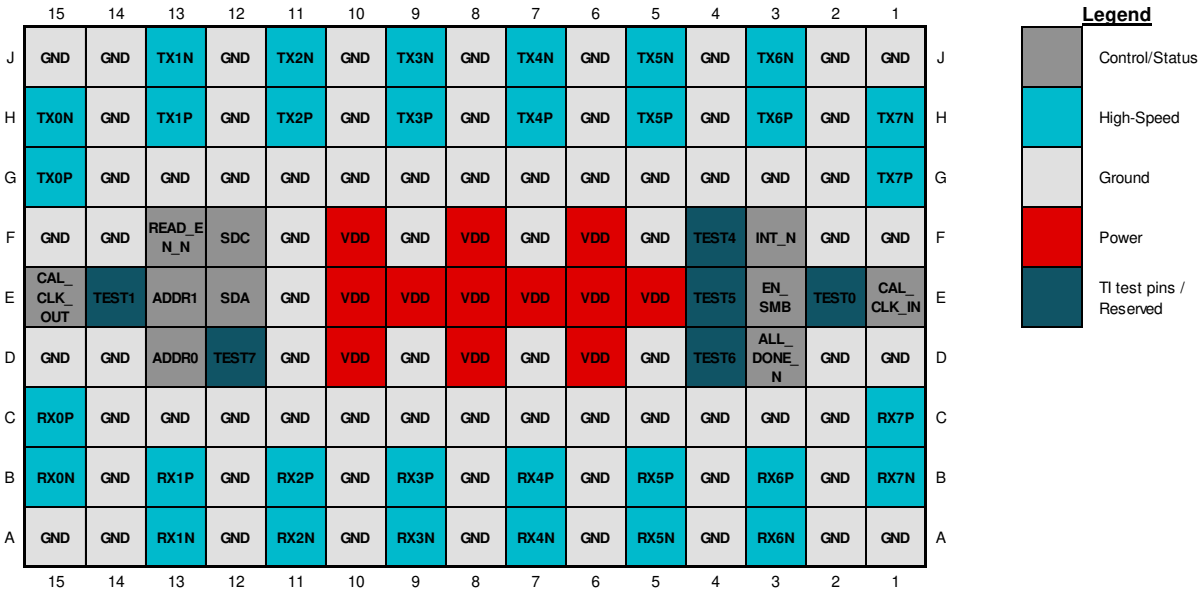 15 14 13 12 11 10 9 8 7 6 5 4 3 2 1
J GND GND TX1N GND TX2N GND TX3N GND TX4N GND TX5N GND TX6N GND GND J
H TX0N GND TX1P GND TX2P GND TX3P GND TX4P GND TX5P GND TX6P GND TX7N H
G TX0P GND GND GND GND GND GND GND GND GND GND GND GND GND TX7P G
F GND GND READ_E N_N SDC GND VDD GND VDD GND VDD GND TEST4 INT_N GND GND F
E CAL_ CLK_ OUT TEST1 ADDR1 SDA GND VDD VDD VDD VDD VDD VDD TEST5 EN_ SMB TEST0 CAL_ CLK_IN E
D GND GND ADDR0 TEST7 GND VDD GND VDD GND VDD GND TEST6 ALL_ DONE_ N GND GND D
C RX0P GND GND GND GND GND GND GND GND GND GND GND GND GND RX7P C
B RX0N GND RX1P GND RX2P GND RX3P GND RX4P GND RX5P GND RX6P GND RX7N B
A GND GND RX1N GND RX2N GND RX3N GND RX4N GND RX5N GND RX6N GND GND A
15 14 13 12 11 10 9 8 7 6 5 4 3 2 1
Legend
Control/Status
High-Speed
Ground
Power
TI test pins /
Reserved